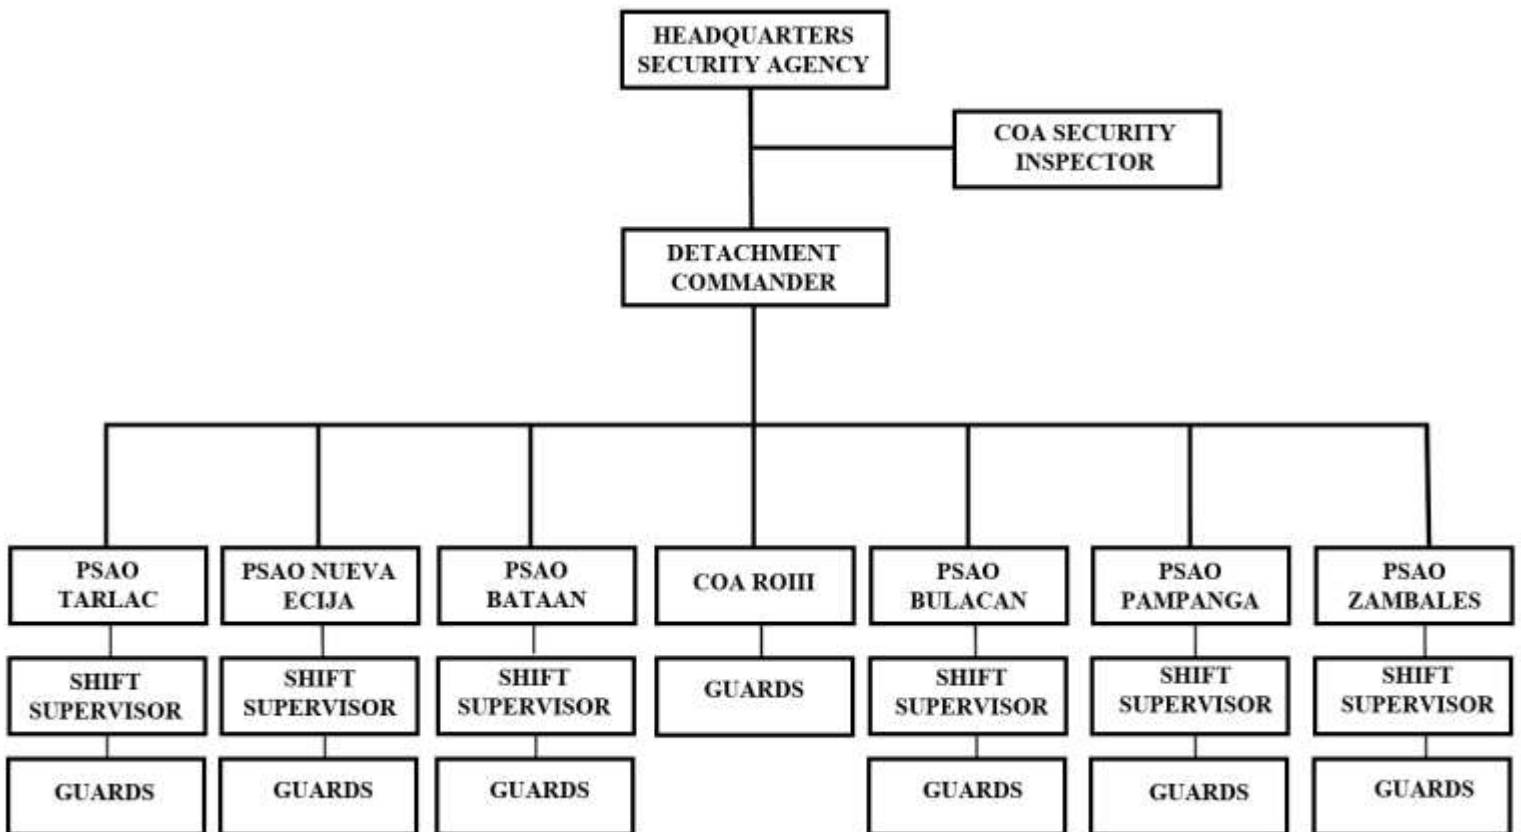 HEADQUARTERS
SECURITY AGENCY
COA SECURITY
INSPECTOR
DETACHMENT
COMMANDER
PSAO
TARLAC
PSAO NUEVA
ECIJA
PSAO
BATAAN
COA ROIII
PSAO
BULACAN
PSAO
PAMPANGA
PSAO
ZAMBALES
SHIFT
SUPERVISOR
SHIFT
SUPERVISOR
SHIFT
SUPERVISOR
GUARDS
SHIFT
SUPERVISOR
SHIFT
SUPERVISOR
SHIFT
SUPERVISOR
GUARDS
GUARDS
GUARDS
GUARDS
GUARDS
GUARDS